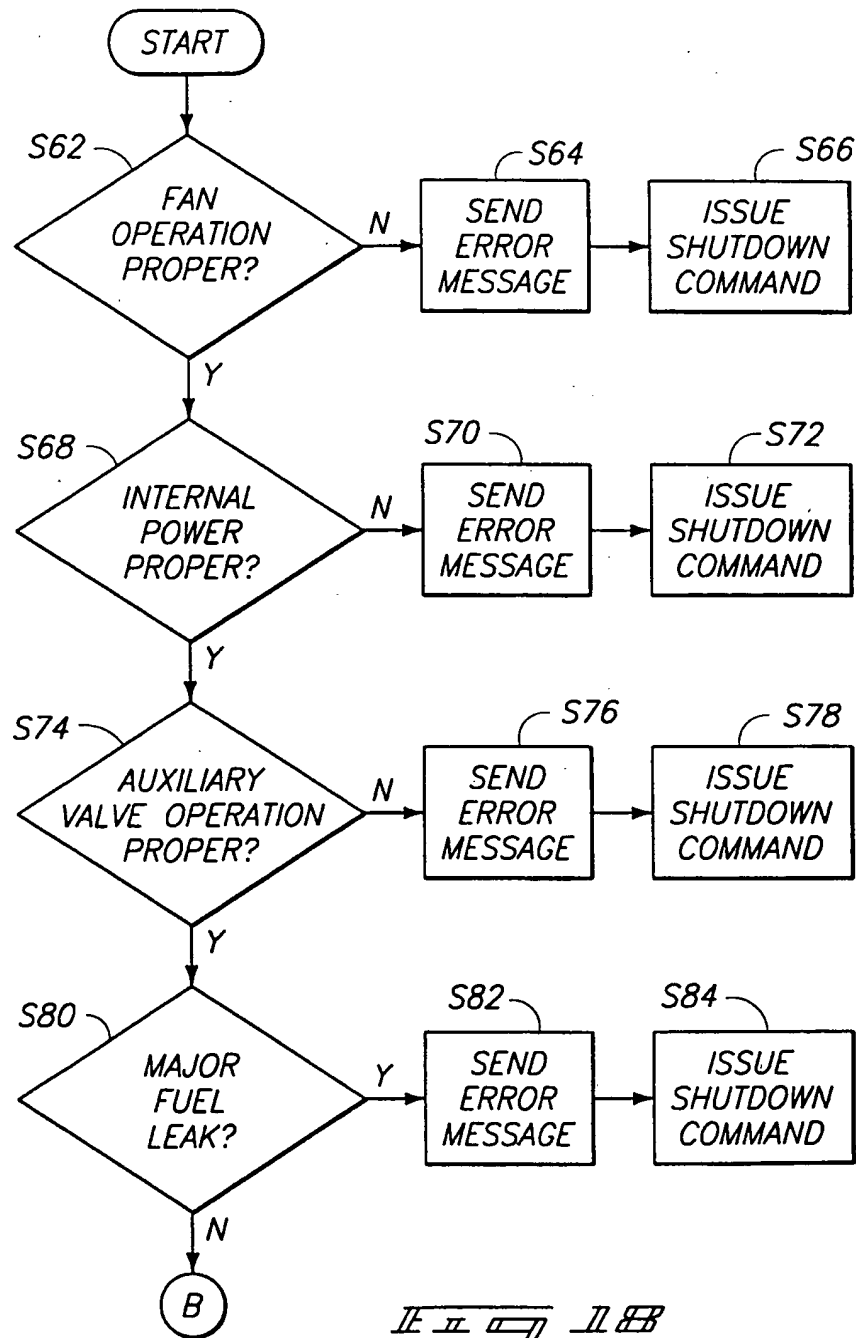 START
S62
FAN
OPERATION
PROPER?
N
S64
SEND
ERROR
MESSAGE
S66
ISSUE
SHUTDOWN
COMMAND
Y
S68
INTERNAL
POWER
PROPER?
N
S70
SEND
ERROR
MESSAGE
S72
ISSUE
SHUTDOWN
COMMAND
Y
S74
AUXILIARY
VALVE OPERATION
PROPER?
N
S76
SEND
ERROR
MESSAGE
S78
ISSUE
SHUTDOWN
COMMAND
Y
S80
MAJOR
FUEL
LEAK?
Y
S82
SEND
ERROR
MESSAGE
S84
ISSUE
SHUTDOWN
COMMAND
N
B
Fig 18